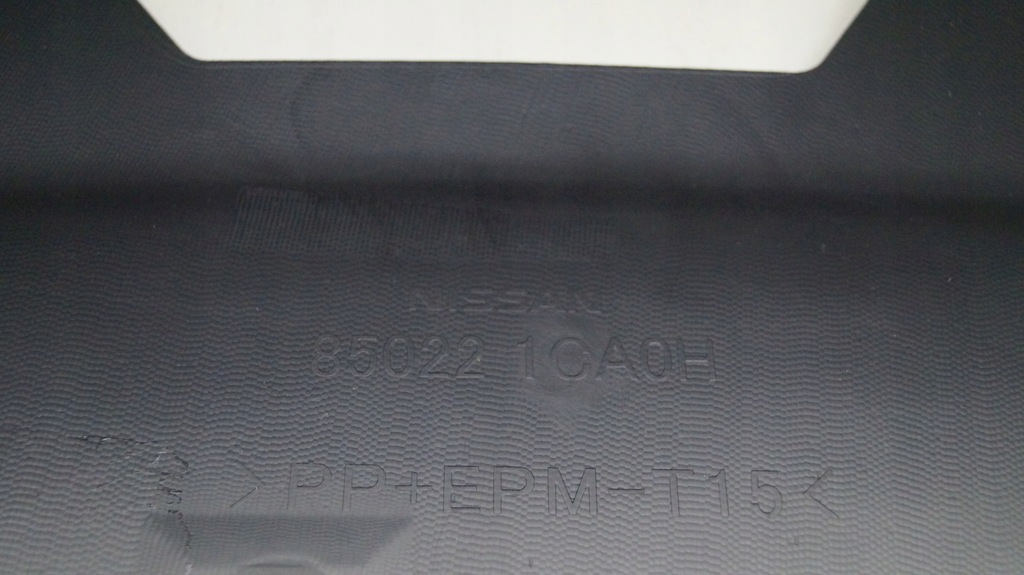 NISSAN
85022 1CA0H
>PP+EPM-T15<